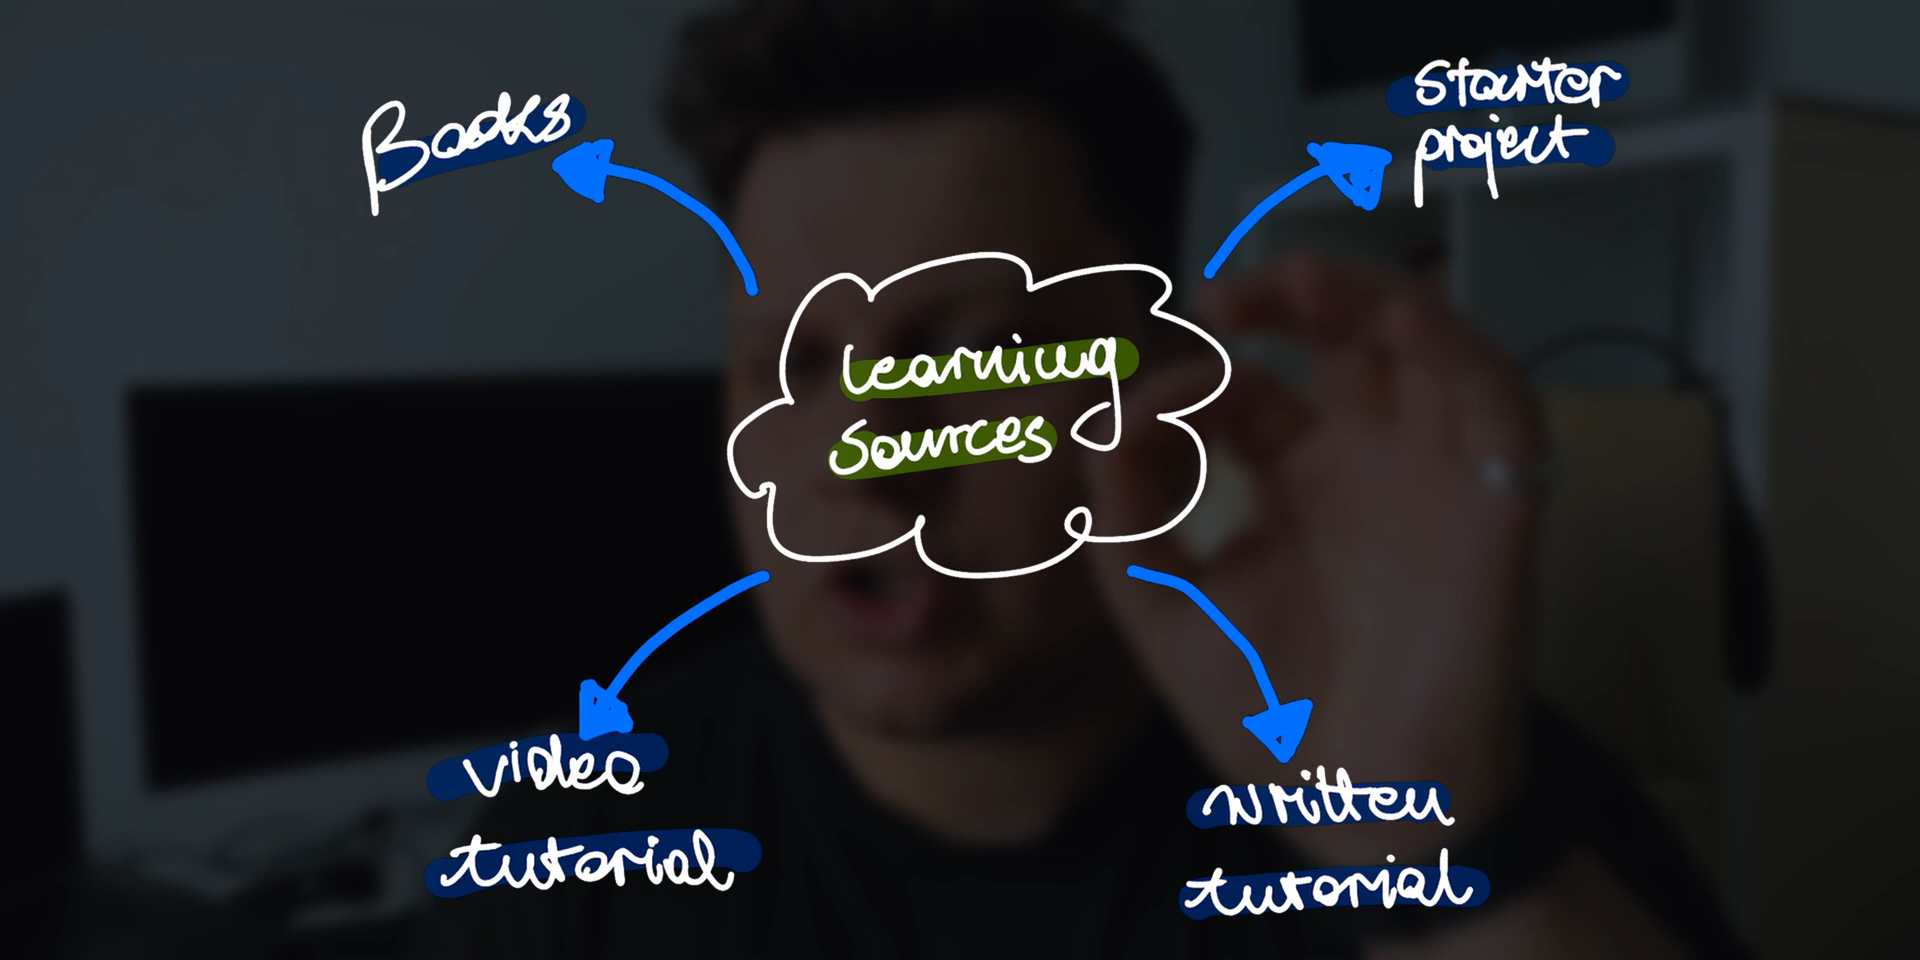 Books
starter
project
learning
sources
video
tutorial
written
tutorial